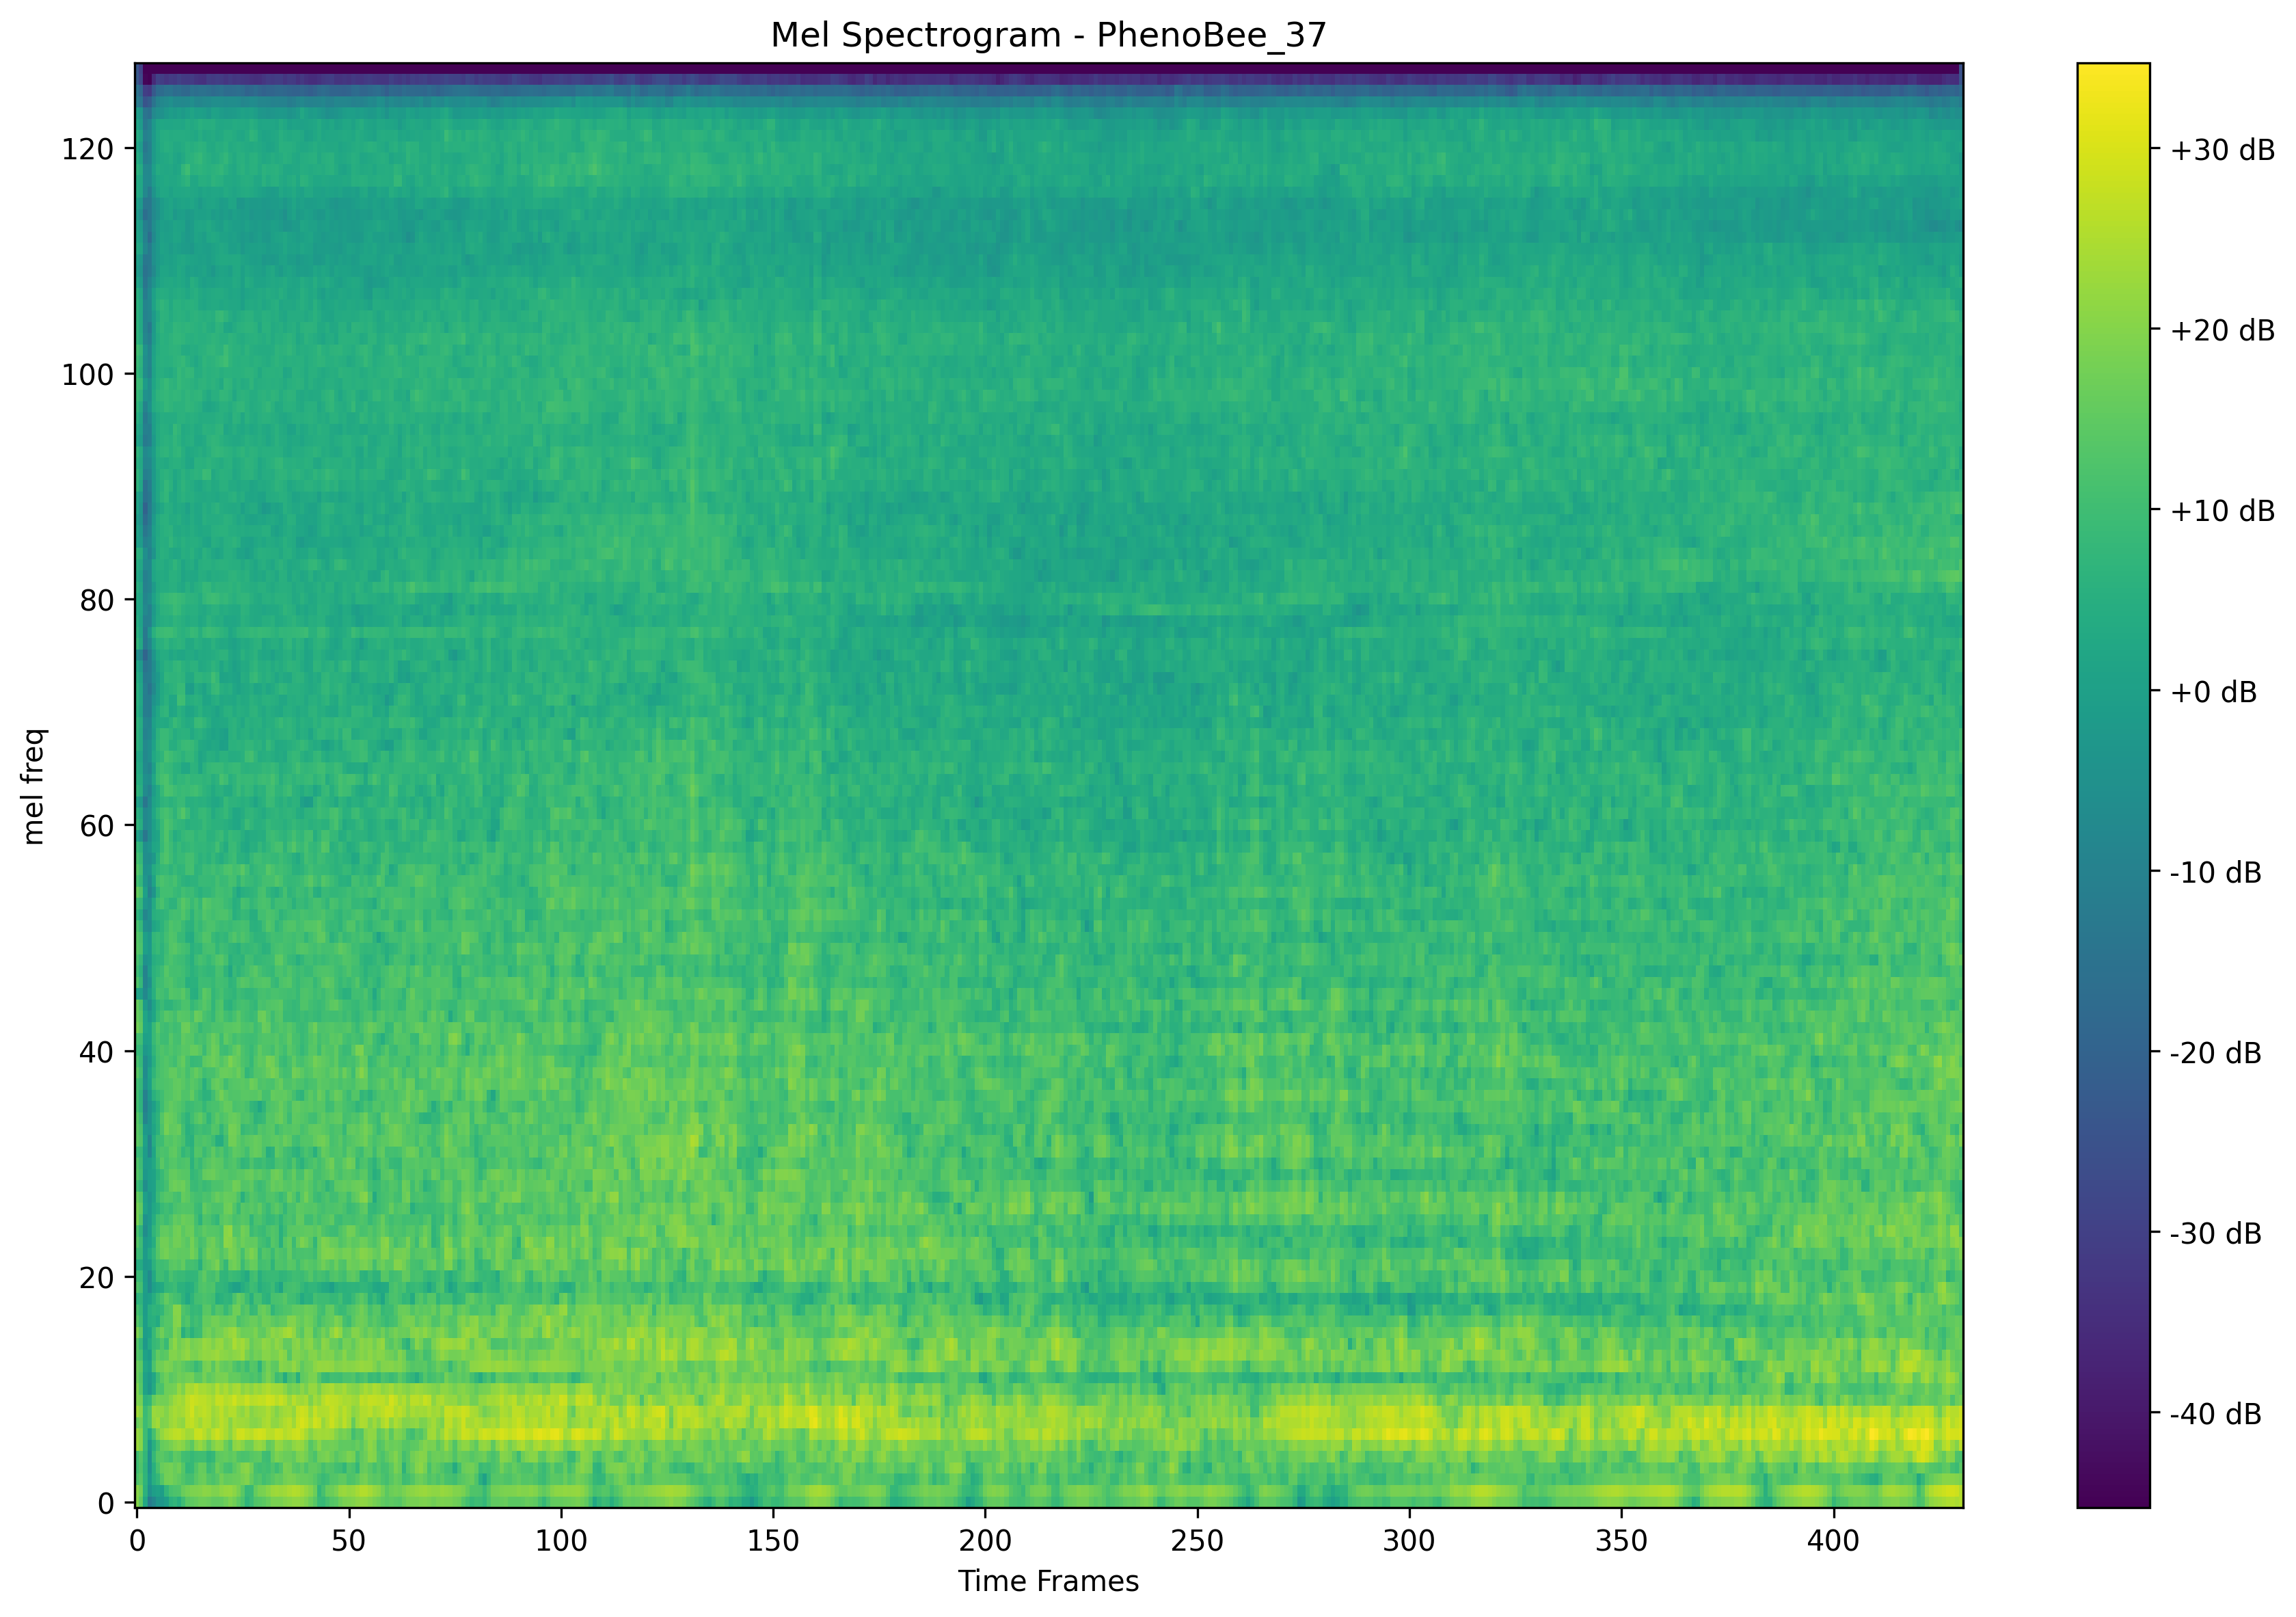 Mel Spectrogram - PhenoBee_37
mel freq
120
100
80
60
40
20
0
0 50 100 150 200 250 300 350 400
Time Frames
+30 dB
+20 dB
+10 dB
+0 dB
-10 dB
-20 dB
-30 dB
-40 dB